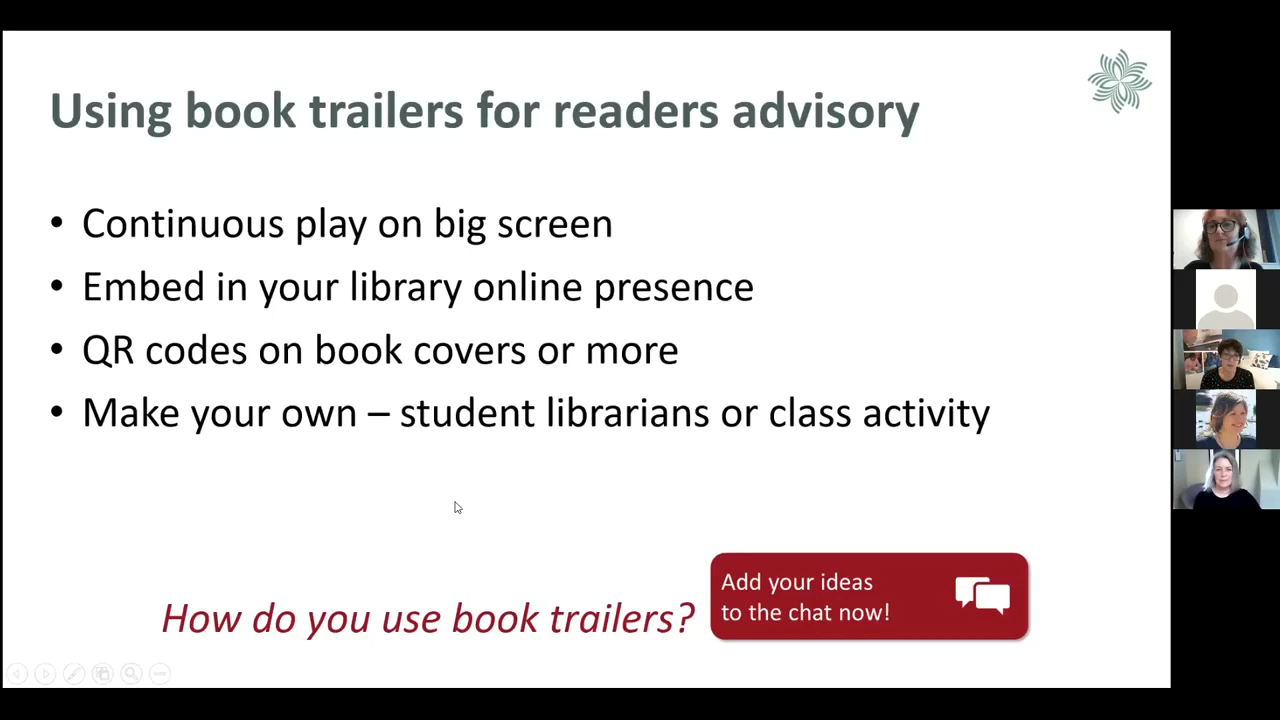 Using book trailers for readers advisory
• Continuous play on big screen
• Embed in your library online presence
• QR codes on book covers or more
• Make your own – student librarians or class activity
How do you use book trailers?
Add your ideas
to the chat now!